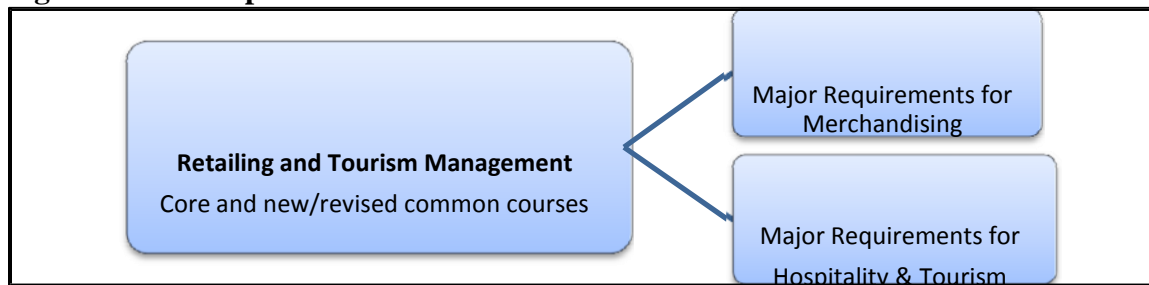 Retailing and Tourism Management
Core and new/revised common courses
Major Requirements for
Merchandising
Major Requirements for
Hospitality & Tourism